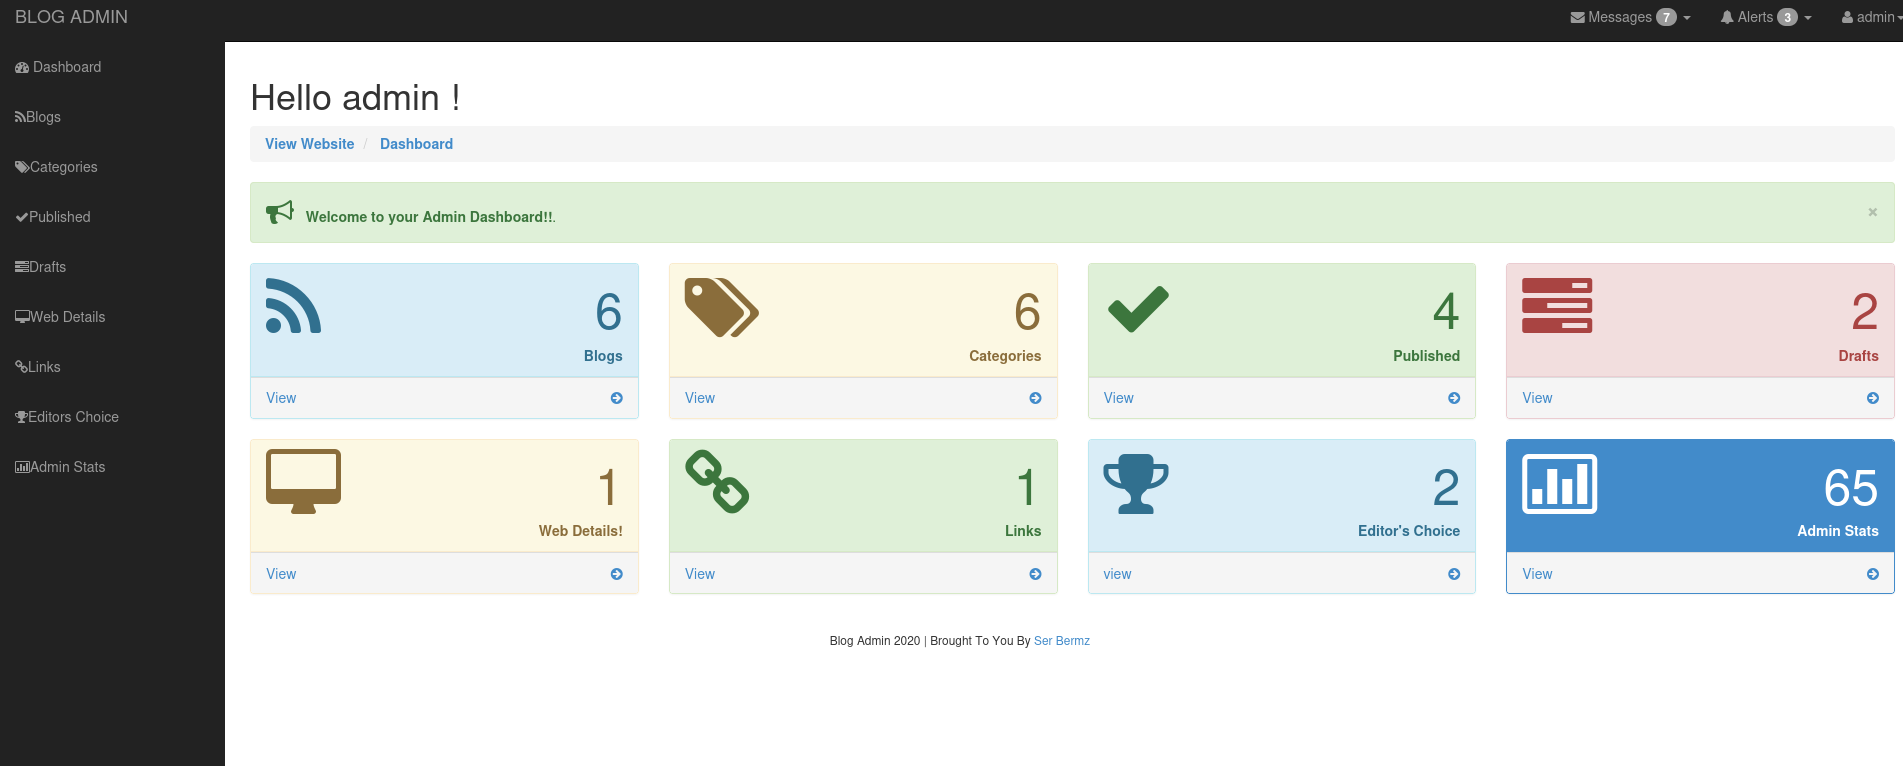 BLOG ADMIN
Messages 7
Alerts 3
admin
Dashboard
Blogs
Categories
Published
Drafts
Web Details
Links
Editors Choice
Admin Stats
Hello admin !
View Website / Dashboard
Welcome to your Admin Dashboard!!.
×
6
Blogs
View
6
Categories
View
4
Published
View
2
Drafts
View
1
Web Details!
View
1
Links
View
2
Editor's Choice
view
65
Admin Stats
View
Blog Admin 2020 | Brought To You By Ser Bermz